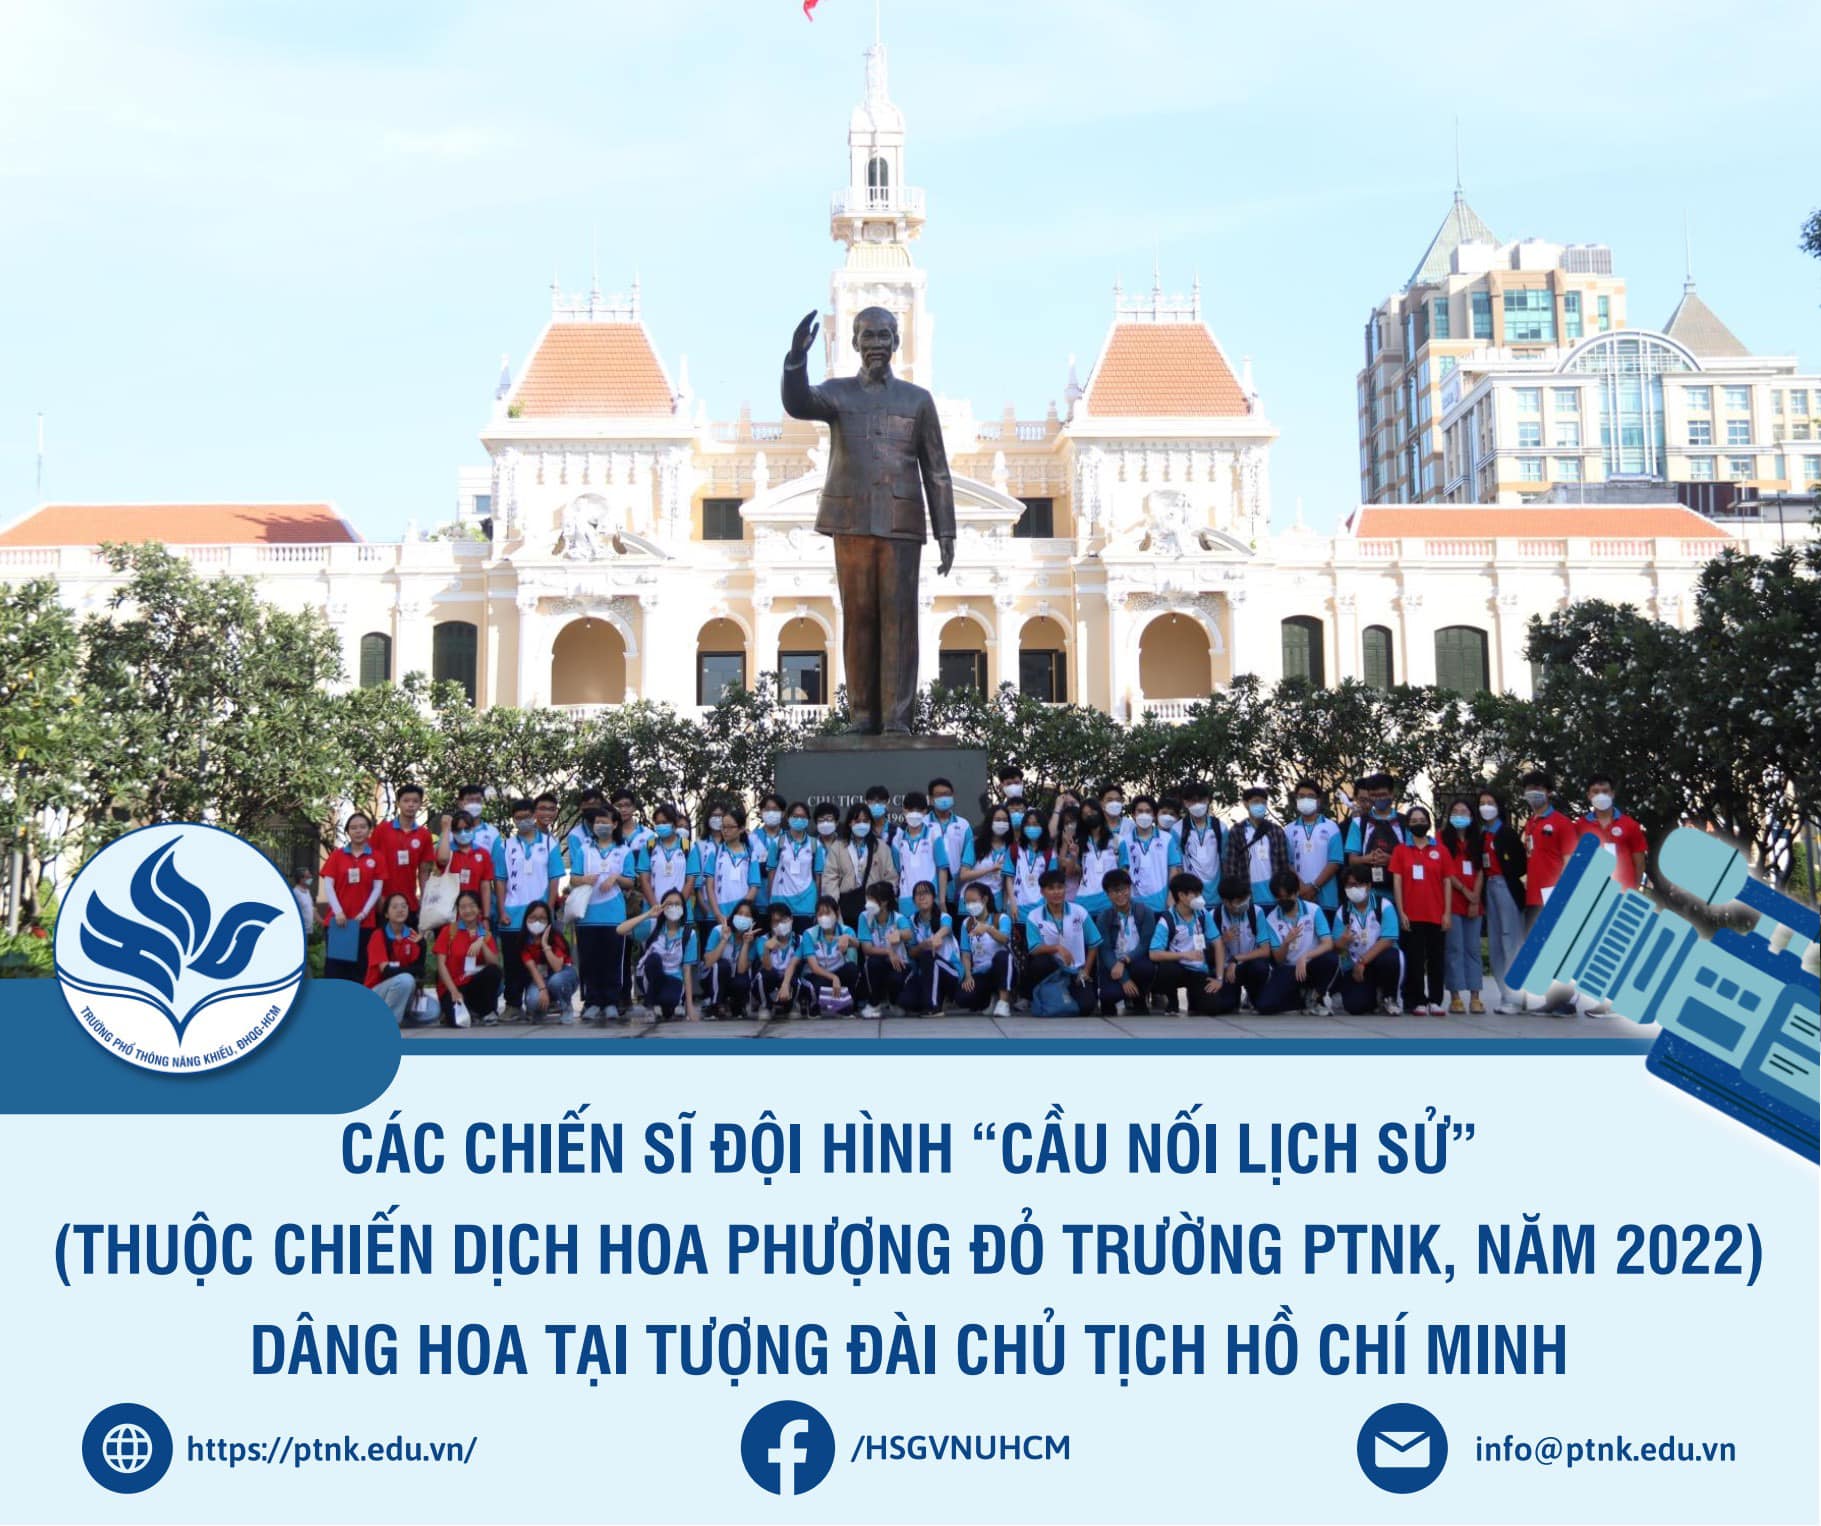 CHỦ TỊCH
TRƯỜNG PHỔ THÔNG NĂNG KHIẾU, ĐHQG-HCM
CÁC CHIẾN SĨ ĐỘI HÌNH “CẦU NỐI LỊCH SỬ”
(THUỘC CHIẾN DỊCH HOA PHƯỢNG ĐỎ TRƯỜNG PTNK, NĂM 2022)
DÂNG HOA TẠI TƯỢNG ĐÀI CHỦ TỊCH HỒ CHÍ MINH
https://ptnk.edu.vn/
/HSGVNUHCM
info@ptnk.edu.vn